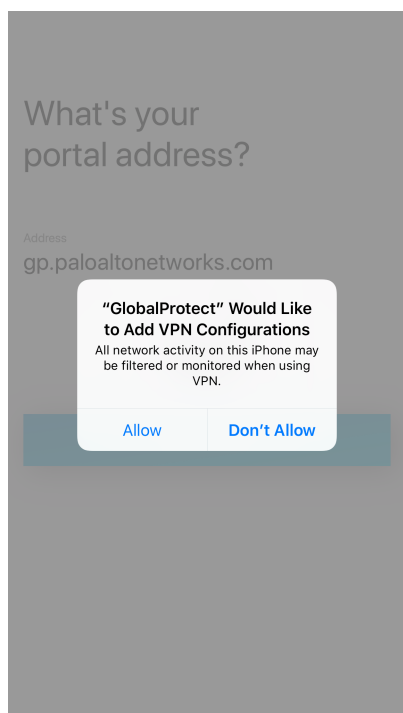 What's your
portal address?
Address
gp.paloaltonetworks.com
“GlobalProtect” Would Like
to Add VPN Configurations
All network activity on this iPhone may
be filtered or monitored when using
VPN.
Allow
Don’t Allow